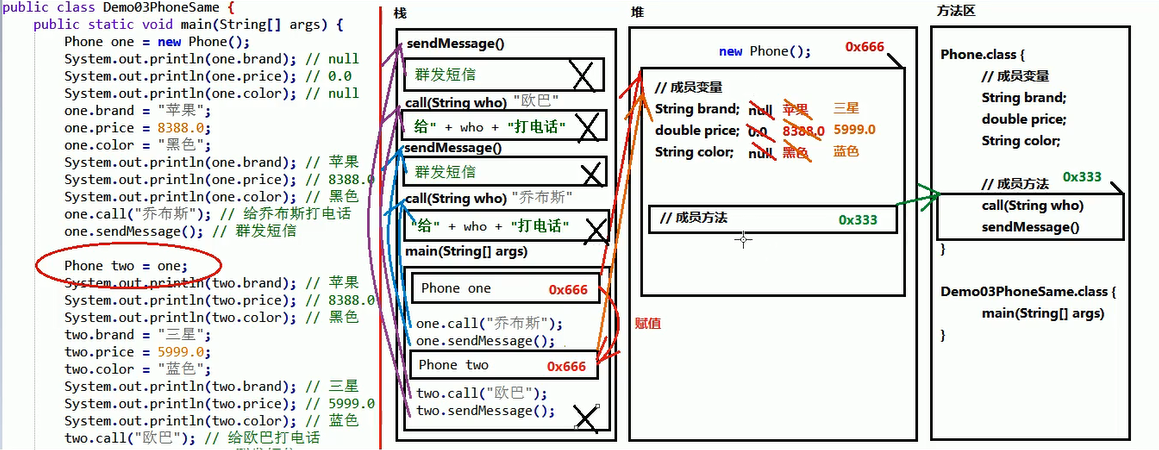 public class Demo03PhoneSame {
public static void main(String[] args) {
Phone one = new Phone();
System.out.println(one.brand); // null
System.out.println(one.price); // 0.0
System.out.println(one.color); // null
one.brand = "苹果";
one.price = 8388.0;
one.color = "黑色";
System.out.println(one.brand); // 苹果
System.out.println(one.price); // 8388.0
System.out.println(one.color); // 黑色
one.call("乔布斯"); // 给乔布斯打电话
one.sendMessage(); // 群发短信
Phone two = one;
System.out.println(two.brand); // 苹果
System.out.println(two.price); // 8388.0
System.out.println(two.color); // 黑色
two.brand = "三星";
two.price = 5999.0;
two.color = "蓝色";
System.out.println(two.brand); // 三星
System.out.println(two.price); // 5999.0
System.out.println(two.color); // 蓝色
two.call("欧巴"); // 给欧巴打电话
栈
sendMessage()
群发短信
call(String who) "欧巴"
给" + who + "打电话"
sendMessage()
群发短信
call(String who) "乔布斯"
"给" + who + "打电话"
main(String[] args)
Phone one 0x666
one.call("乔布斯");
one.sendMessage();
Phone two 0x666
two.call("欧巴");
two.sendMessage();
赋值
堆
new Phone(); 0x666
// 成员变量
String brand; null 苹果 三星
double price; 0.0 8388.0 5999.0
String color; null 黑色 蓝色
// 成员方法 0x333
方法区
Phone.class {
// 成员变量
String brand;
double price;
String color;
// 成员方法 0x333
call(String who)
sendMessage()
}
Demo03PhoneSame.class {
main(String[] args)
}